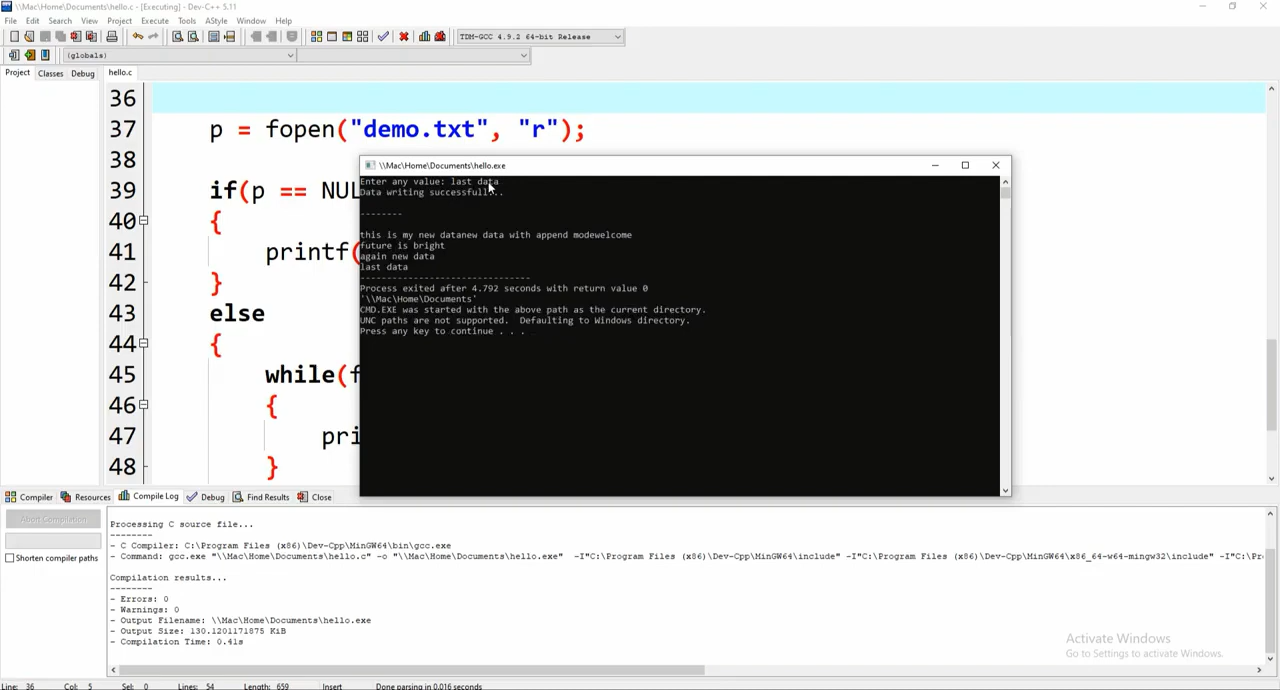 \\Mac\Home\Documents\hello.c - [Executing] - Dev-C++ 5.11
File Edit Search View Project Execute Tools AStyle Window Help
TDM-GCC 4.9.2 64-bit Release
(globals)
Project Classes Debug hello.c
36
37 p = fopen("demo.txt", "r");
38
39 if(p == NUL
40 {
41 printf(
42 }
43 else
44 {
45 while(f
46 {
47 pri
48 }
\\Mac\Home\Documents\hello.exe
Enter any value: last data
Data writing successfull...
--------
this is my new datanew data with append modewelcome
future is bright
again new data
last data
--------------------------------
Process exited after 4.792 seconds with return value 0
'\\Mac\Home\Documents'
CMD.EXE was started with the above path as the current directory.
UNC paths are not supported.  Defaulting to Windows directory.
Press any key to continue . . .
Compiler Resources Compile Log Debug Find Results Close
Abort Compilation
Shorten compiler paths
Processing C source file...
--------
- C Compiler: C:\Program Files (x86)\Dev-Cpp\MinGW64\bin\gcc.exe
- Command: gcc.exe "\\Mac\Home\Documents\hello.c" -o "\\Mac\Home\Documents\hello.exe" -I"C:\Program Files (x86)\Dev-Cpp\MinGW64\include" -I"C:\Program Files (x86)\Dev-Cpp\MinGW64\x86_64-w64-mingw32\include" -I"C:\Pr
Compilation results...
--------
- Errors: 0
- Warnings: 0
- Output Filename: \\Mac\Home\Documents\hello.exe
- Output Size: 130.1201171875 KiB
- Compilation Time: 0.41s
Activate Windows
Go to Settings to activate Windows.
Line: 36 Col: 5 Sel: 0 Lines: 54 Length: 659 Insert Done parsing in 0.016 seconds